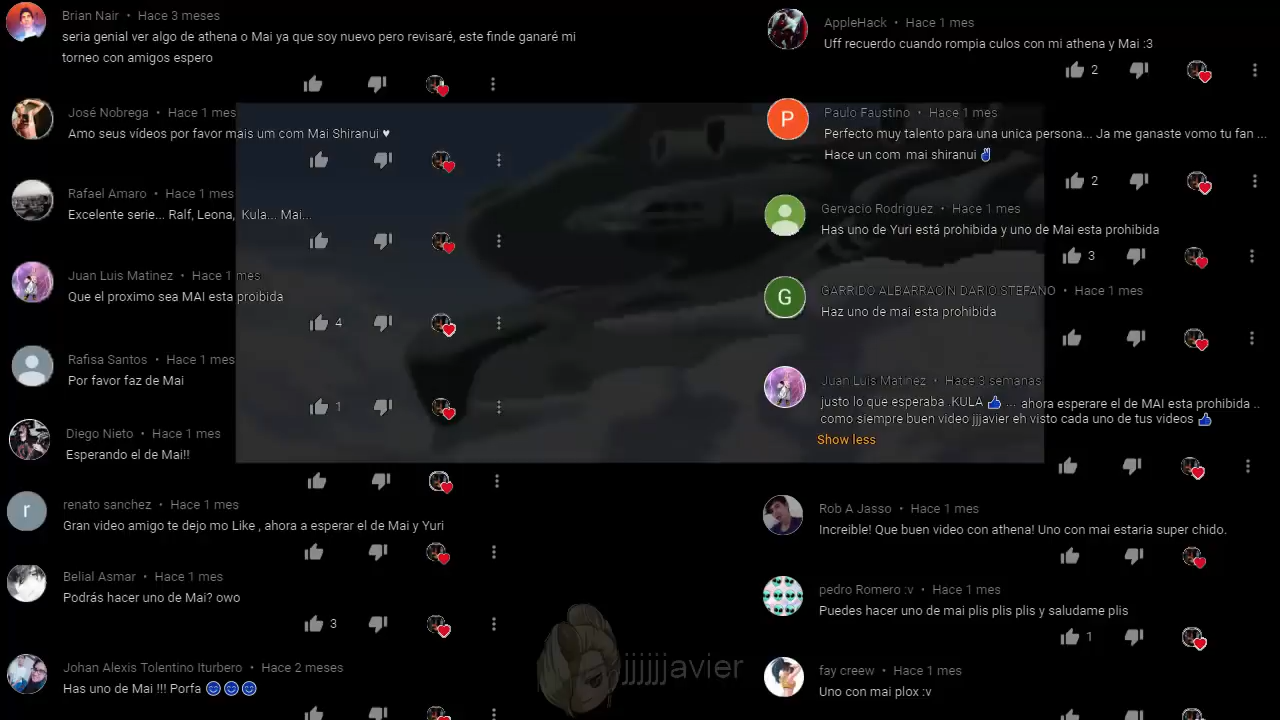 Brian Nair • Hace 3 meses
seria genial ver algo de athena o Mai ya que soy nuevo pero revisaré, este finde ganaré mi
torneo con amigos espero
José Nobrega • Hace 1 mes
Amo seus vídeos por favor mais um com Mai Shiranui ♥
Rafael Amaro • Hace 1 mes
Excelente serie... Ralf, Leona, Kula... Mai...
Juan Luis Matinez • Hace 1 mes
Que el proximo sea MAI esta proibida
4
Rafisa Santos • Hace 1 mes
Por favor faz de Mai
1
Diego Nieto • Hace 1 mes
Esperando el de Mai!!
r
renato sanchez • Hace 1 mes
Gran video amigo te dejo mo Like , ahora a esperar el de Mai y Yuri
Belial Asmar • Hace 1 mes
Podrás hacer uno de Mai? owo
3
Johan Alexis Tolentino Iturbero • Hace 2 meses
Has uno de Mai !!! Porfa 😊😊😊
AppleHack • Hace 1 mes
Uff recuerdo cuando rompia culos con mi athena y Mai :3
2
P
Paulo Faustino • Hace 1 mes
Perfecto muy talento para una unica persona... Ja me ganaste vomo tu fan ...
Hace un com mai shiranui ✌
2
Gervacio Rodriguez • Hace 1 mes
Has uno de Yuri está prohibida y uno de Mai esta prohibida
3
G
GARRIDO ALBARRACIN DARIO STEFANO • Hace 1 mes
Haz uno de mai esta prohibida
Juan Luis Matinez • Hace 3 semanas
justo lo que esperaba .KULA 👍 ... ahora esperare el de MAI esta prohibida ..
como siempre buen video jjjavier eh visto cada uno de tus videos 👍
Show less
Rob A Jasso • Hace 1 mes
Increible! Que buen video con athena! Uno con mai estaria super chido.
pedro Romero :v • Hace 1 mes
Puedes hacer uno de mai plis plis plis y saludame plis
1
fay creew • Hace 1 mes
Uno con mai plox :v
jjjjjjavier